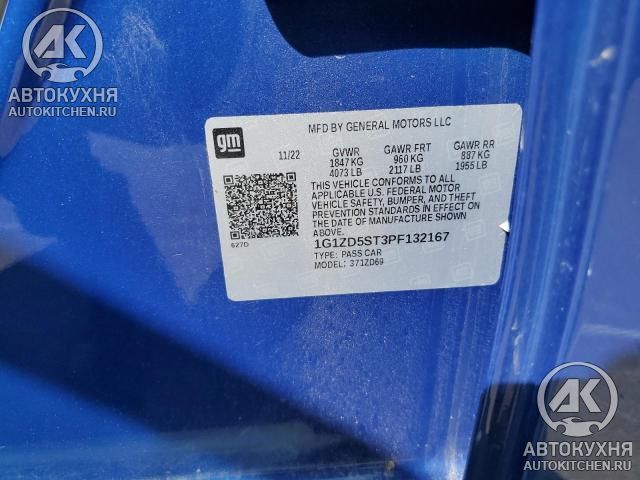 AK
АВТОКУХНЯ
AUTOKITCHEN.RU
gm
MFD BY GENERAL MOTORS LLC
11/22 GVWR GAWR FRT GAWR RR
1847 KG 960 KG 887 KG
4073 LB 2117 LB 1955 LB
THIS VEHICLE CONFORMS TO ALL
APPLICABLE U.S. FEDERAL MOTOR
VEHICLE SAFETY, BUMPER, AND THEFT
PREVENTION STANDARDS IN EFFECT ON
THE DATE OF MANUFACTURE SHOWN
ABOVE.
627D
1G1ZD5ST3PF132167
TYPE: PASS CAR
MODEL: 371ZD69
AK
АВТОКУХНЯ
AUTOKITCHEN.RU